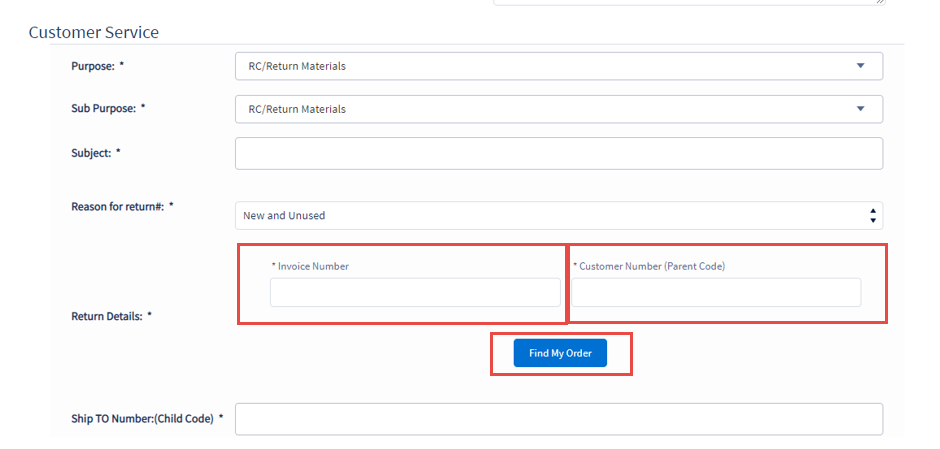 Customer Service
Purpose: *
RC/Return Materials
Sub Purpose: *
RC/Return Materials
Subject: *
Reason for return#: *
New and Unused
* Invoice Number
* Customer Number (Parent Code)
Return Details: *
Find My Order
Ship TO Number:(Child Code) *